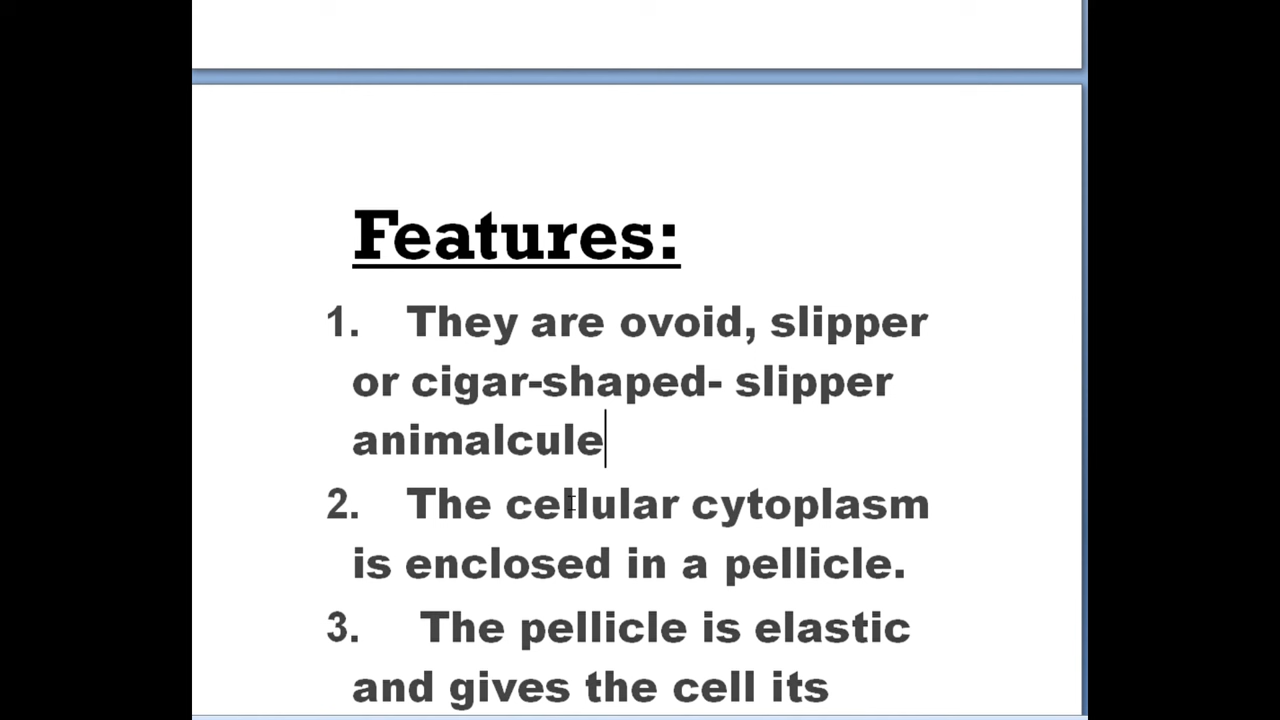 Features:
1. They are ovoid, slipper
or cigar-shaped- slipper
animalcule
2. The cellular cytoplasm
is enclosed in a pellicle.
3. The pellicle is elastic
and gives the cell its